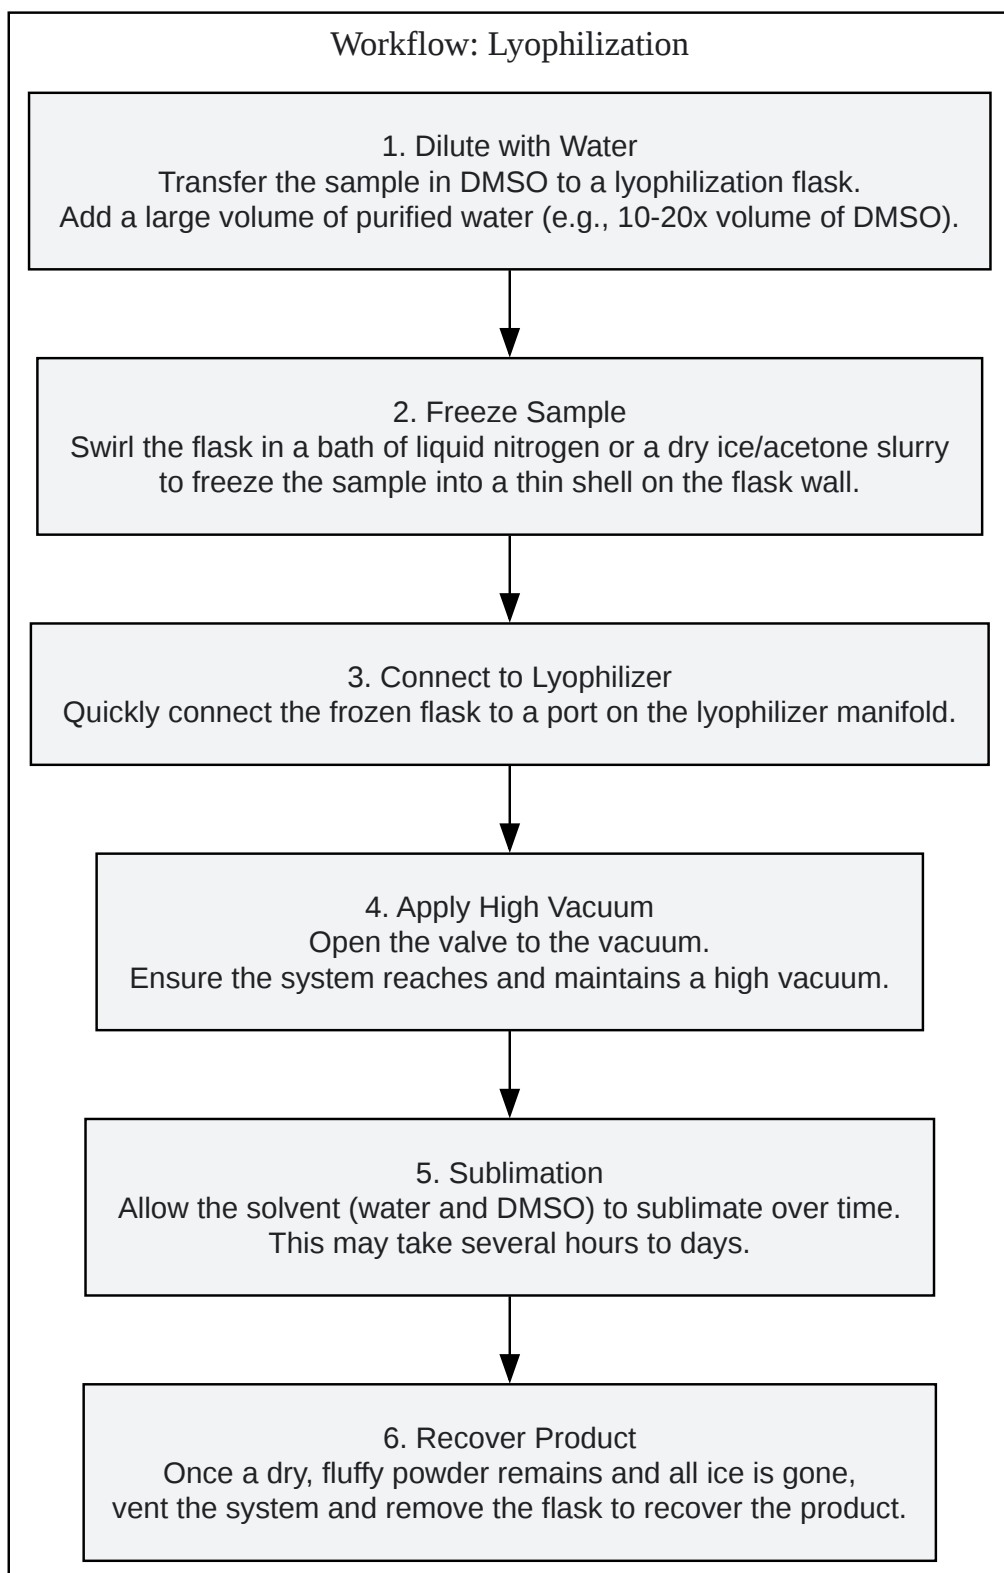 Workflow: Lyophilization
1. Dilute with Water
Transfer the sample in DMSO to a lyophilization flask.
Add a large volume of purified water (e.g., 10-20x volume of DMSO).
2. Freeze Sample
Swirl the flask in a bath of liquid nitrogen or a dry ice/acetone slurry
to freeze the sample into a thin shell on the flask wall.
3. Connect to Lyophilizer
Quickly connect the frozen flask to a port on the lyophilizer manifold.
4. Apply High Vacuum
Open the valve to the vacuum.
Ensure the system reaches and maintains a high vacuum.
5. Sublimation
Allow the solvent (water and DMSO) to sublimate over time.
This may take several hours to days.
6. Recover Product
Once a dry, fluffy powder remains and all ice is gone,
vent the system and remove the flask to recover the product.